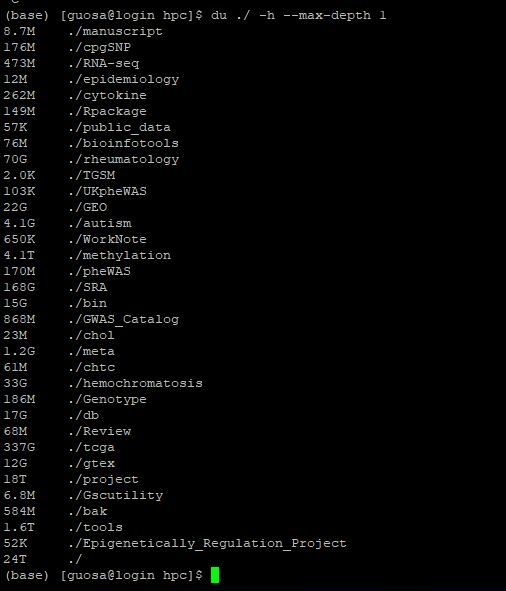 (base) [guosa@login hpc]$ du ./ -h --max-depth 1
8.7M ./manuscript
176M ./cpgSNP
473M ./RNA-seq
12M ./epidemiology
262M ./cytokine
149M ./Rpackage
57K ./public_data
76M ./bioinfotools
70G ./rheumatology
2.0K ./TGSM
103K ./UKpheWAS
22G ./GEO
4.1G ./autism
650K ./WorkNote
4.1T ./methylation
170M ./pheWAS
168G ./SRA
15G ./bin
868M ./GWAS_Catalog
23M ./chol
1.2G ./meta
61M ./chtc
33G ./hemochromatosis
186M ./Genotype
17G ./db
68M ./Review
337G ./tcga
12G ./gtex
18T ./project
6.8M ./Gscutility
584M ./bak
1.6T ./tools
52K ./Epigenetically_Regulation_Project
24T ./
(base) [guosa@login hpc]$